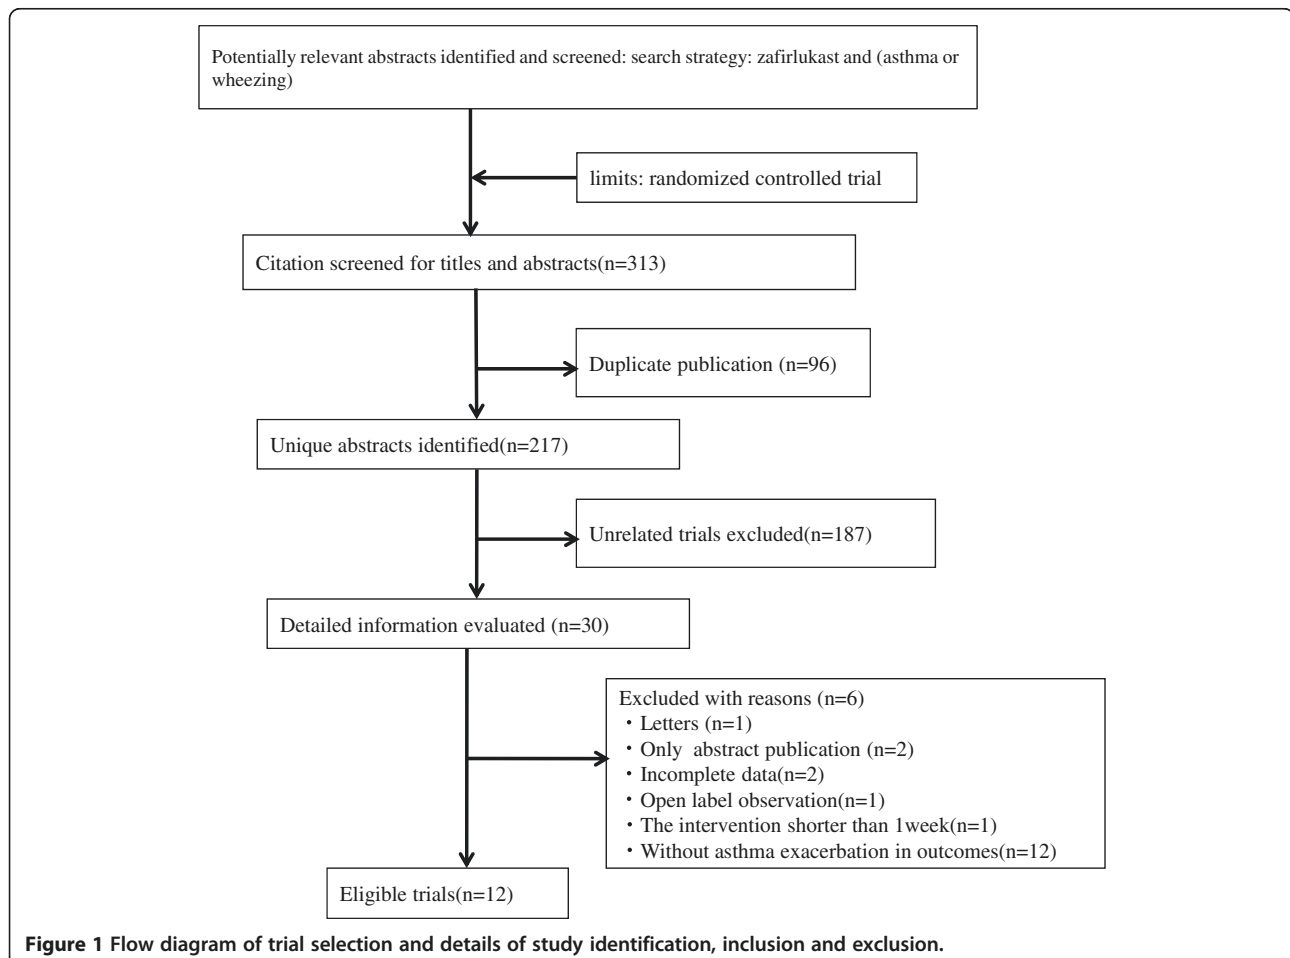 Potentially relevant abstracts identified and screened: search strategy: zafirlukast and (asthma or
wheezing)
limits: randomized controlled trial
Citation screened for titles and abstracts(n=313)
Duplicate publication (n=96)
Unique abstracts identified(n=217)
Unrelated trials excluded(n=187)
Detailed information evaluated (n=30)
Excluded with reasons (n=6)
・Letters (n=1)
・Only abstract publication (n=2)
・Incomplete data(n=2)
・Open label observation(n=1)
・The intervention shorter than 1week(n=1)
・Without asthma exacerbation in outcomes(n=12)
Eligible trials(n=12)
Figure 1 Flow diagram of trial selection and details of study identification, inclusion and exclusion.